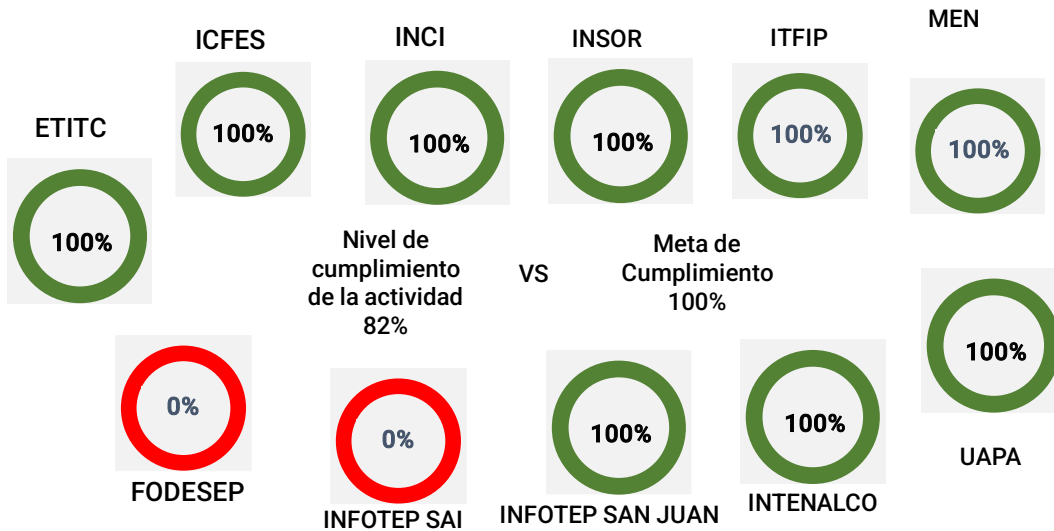 MEN
ICFES
INCI
INSOR
ITFIP
ETITC
100%
100%
100%
100%
100%
100%
Nivel de
cumplimiento
de la actividad
82%
VS
Meta de
Cumplimiento
100%
100%
0%
0%
100%
100%
FODESEP
INFOTEP SAI
INFOTEP SAN JUAN
INTENALCO
UAPA